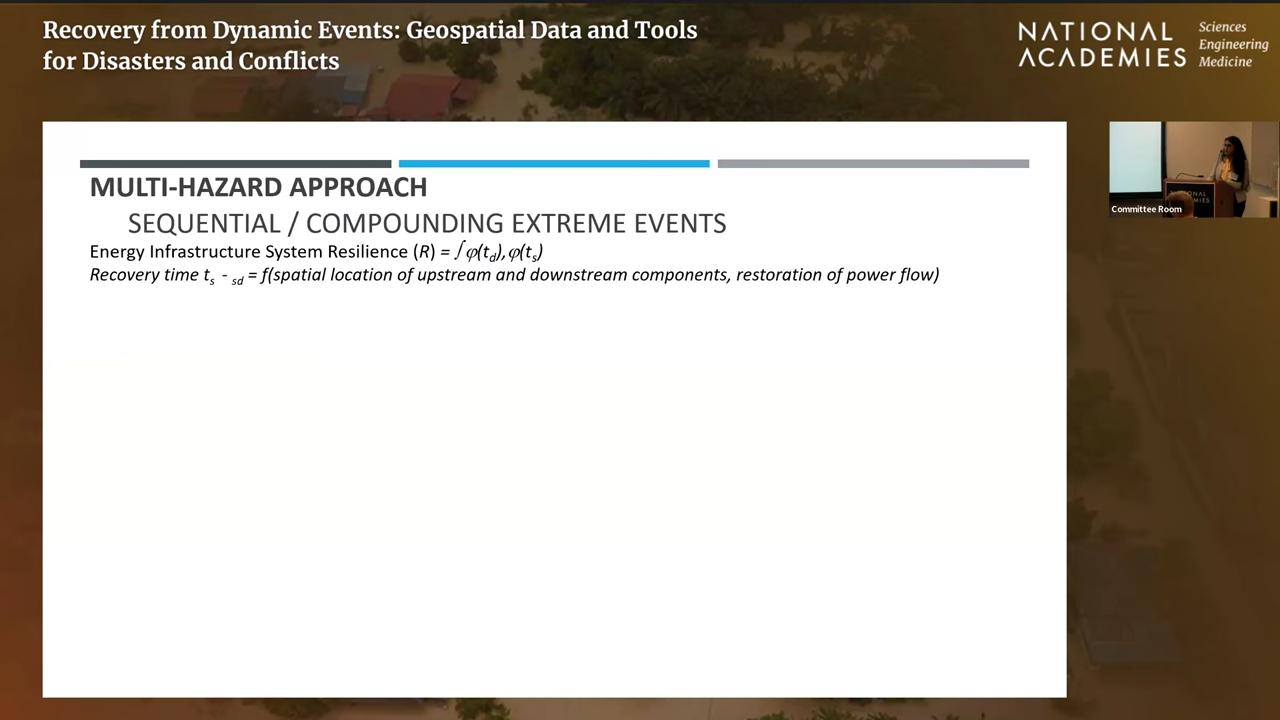 Recovery from Dynamic Events: Geospatial Data and Tools
for Disasters and Conflicts
NATIONAL ACADEMIES
Sciences
Engineering
Medicine
MULTI-HAZARD APPROACH
SEQUENTIAL / COMPOUNDING EXTREME EVENTS
Energy Infrastructure System Resilience (R) = ∫φ(td),φ(ts)
Recovery time ts - sd = f(spatial location of upstream and downstream components, restoration of power flow)
NATIONAL
ACADEMIES
Committee Room